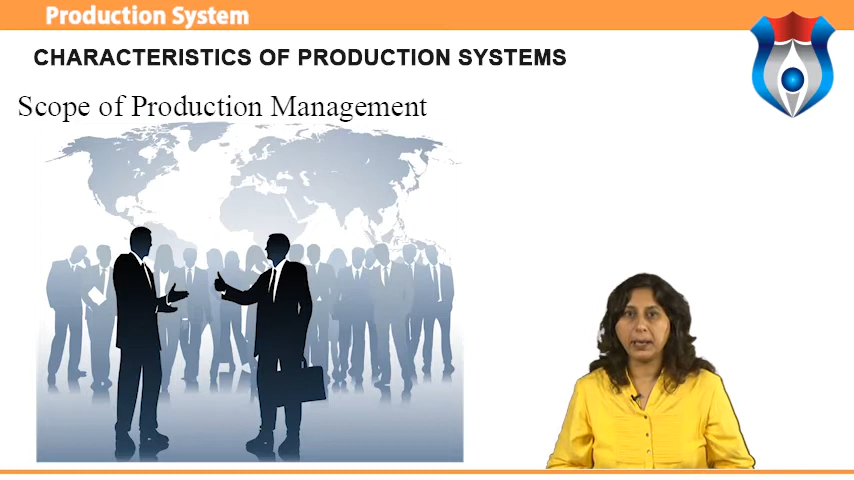 Production System
CHARACTERISTICS OF PRODUCTION SYSTEMS
Scope of Production Management